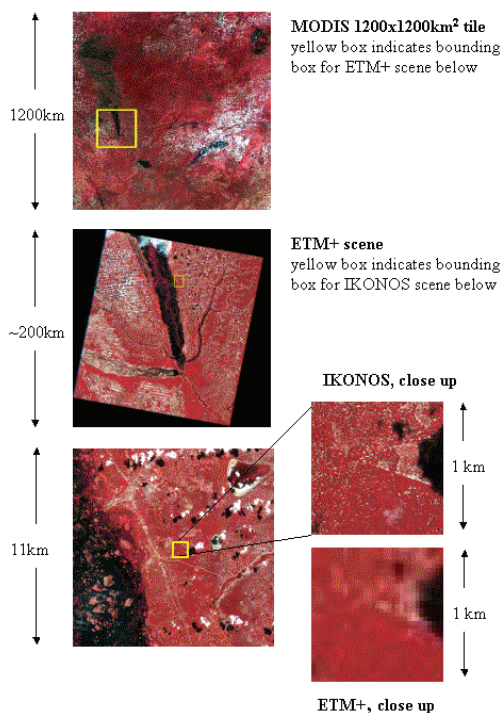 MODIS 1200x1200km² tile
yellow box indicates bounding
box for ETM+ scene below
1200km
ETM+ scene
yellow box indicates bounding
box for IKONOS scene below
~200km
IKONOS, close up
1 km
11km
1 km
ETM+, close up